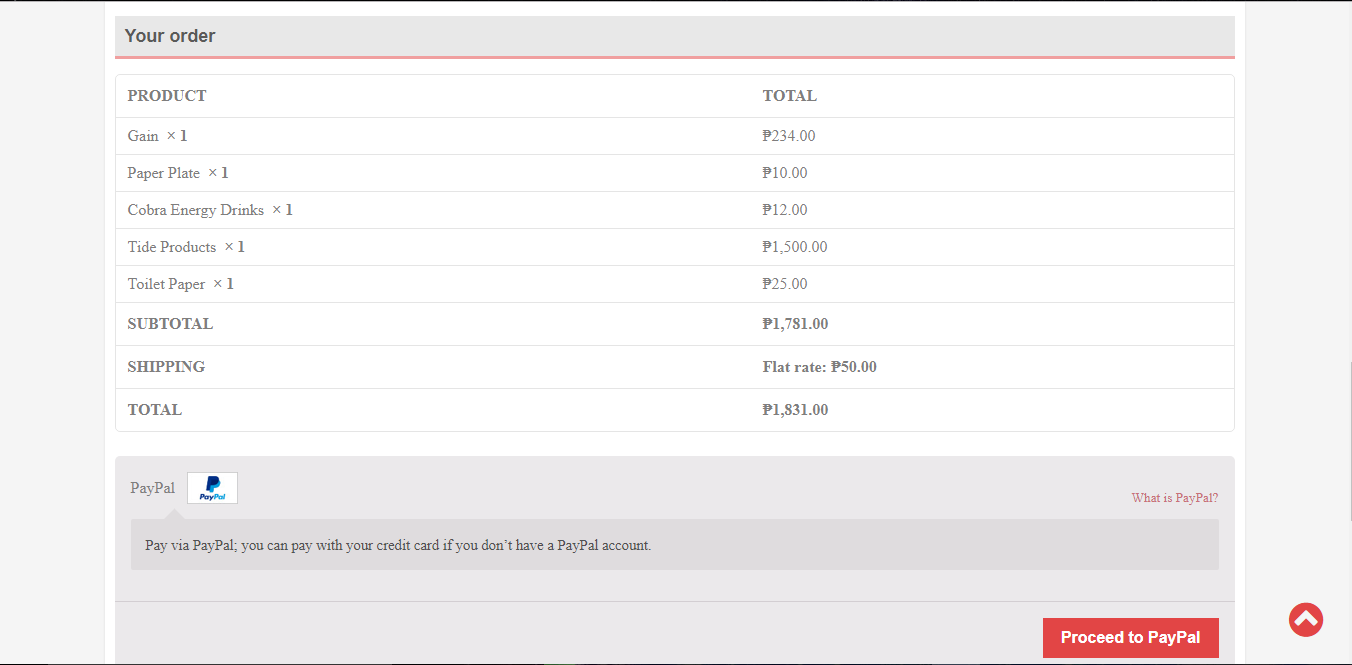 Your order
PRODUCT TOTAL
Gain × 1 ₱234.00
Paper Plate × 1 ₱10.00
Cobra Energy Drinks × 1 ₱12.00
Tide Products × 1 ₱1,500.00
Toilet Paper × 1 ₱25.00
SUBTOTAL ₱1,781.00
SHIPPING Flat rate: ₱50.00
TOTAL ₱1,831.00
PayPal PayPal What is PayPal?
Pay via PayPal; you can pay with your credit card if you don’t have a PayPal account.
Proceed to PayPal